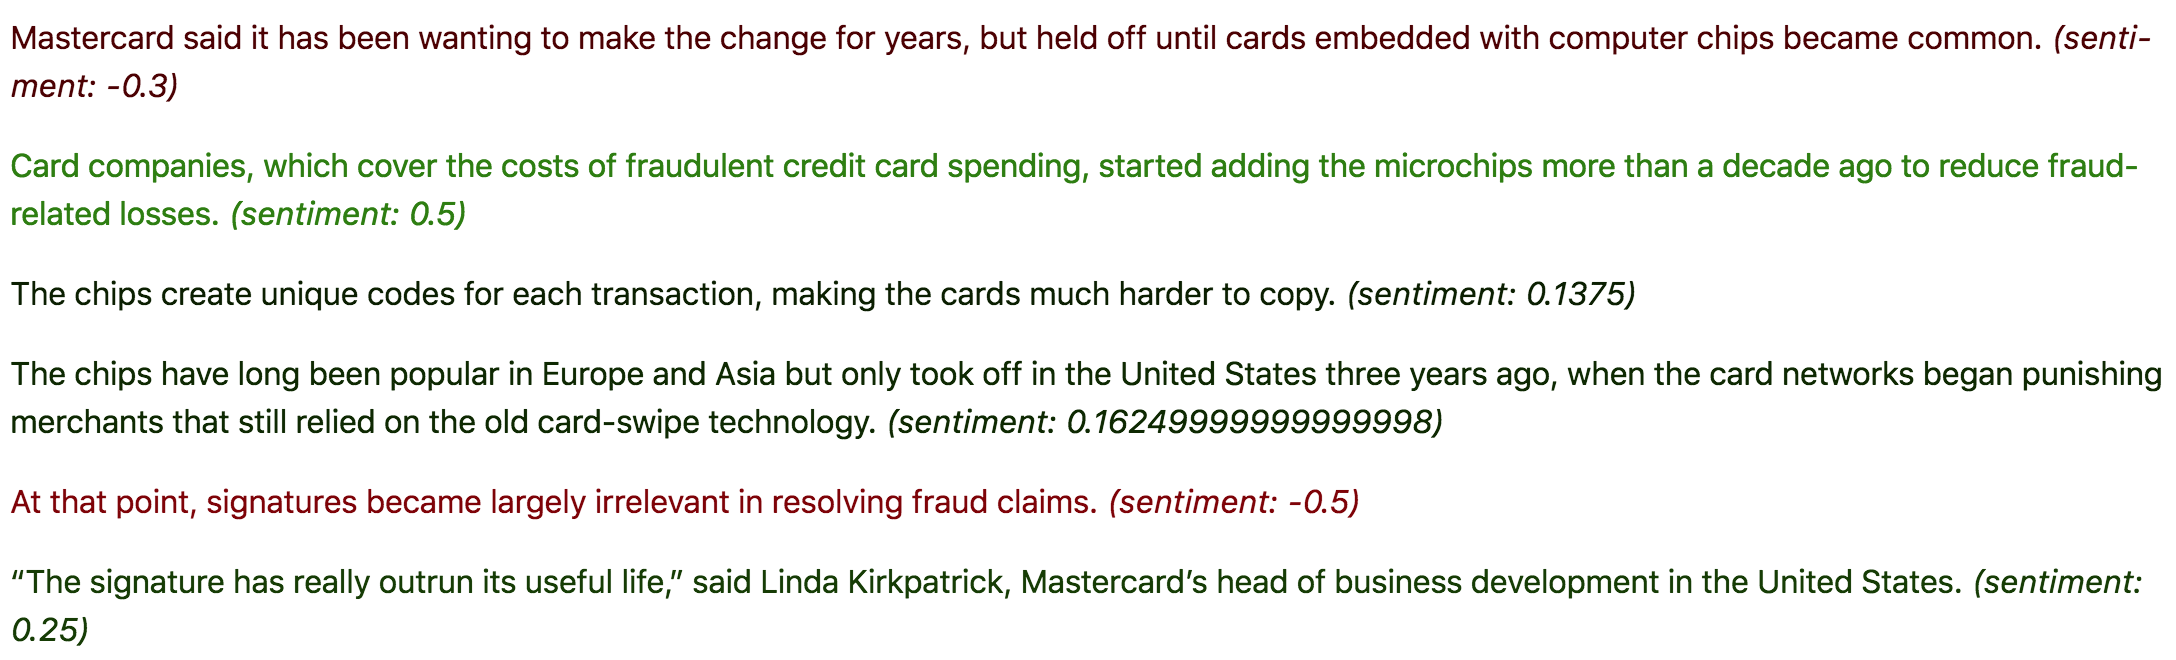 Mastercard said it has been wanting to make the change for years, but held off until cards embedded with computer chips became common. (senti-
ment: -0.3)
Card companies, which cover the costs of fraudulent credit card spending, started adding the microchips more than a decade ago to reduce fraud-
related losses. (sentiment: 0.5)
The chips create unique codes for each transaction, making the cards much harder to copy. (sentiment: 0.1375)
The chips have long been popular in Europe and Asia but only took off in the United States three years ago, when the card networks began punishing
merchants that still relied on the old card-swipe technology. (sentiment: 0.16249999999999998)
At that point, signatures became largely irrelevant in resolving fraud claims. (sentiment: -0.5)
“The signature has really outrun its useful life,” said Linda Kirkpatrick, Mastercard’s head of business development in the United States. (sentiment:
0.25)